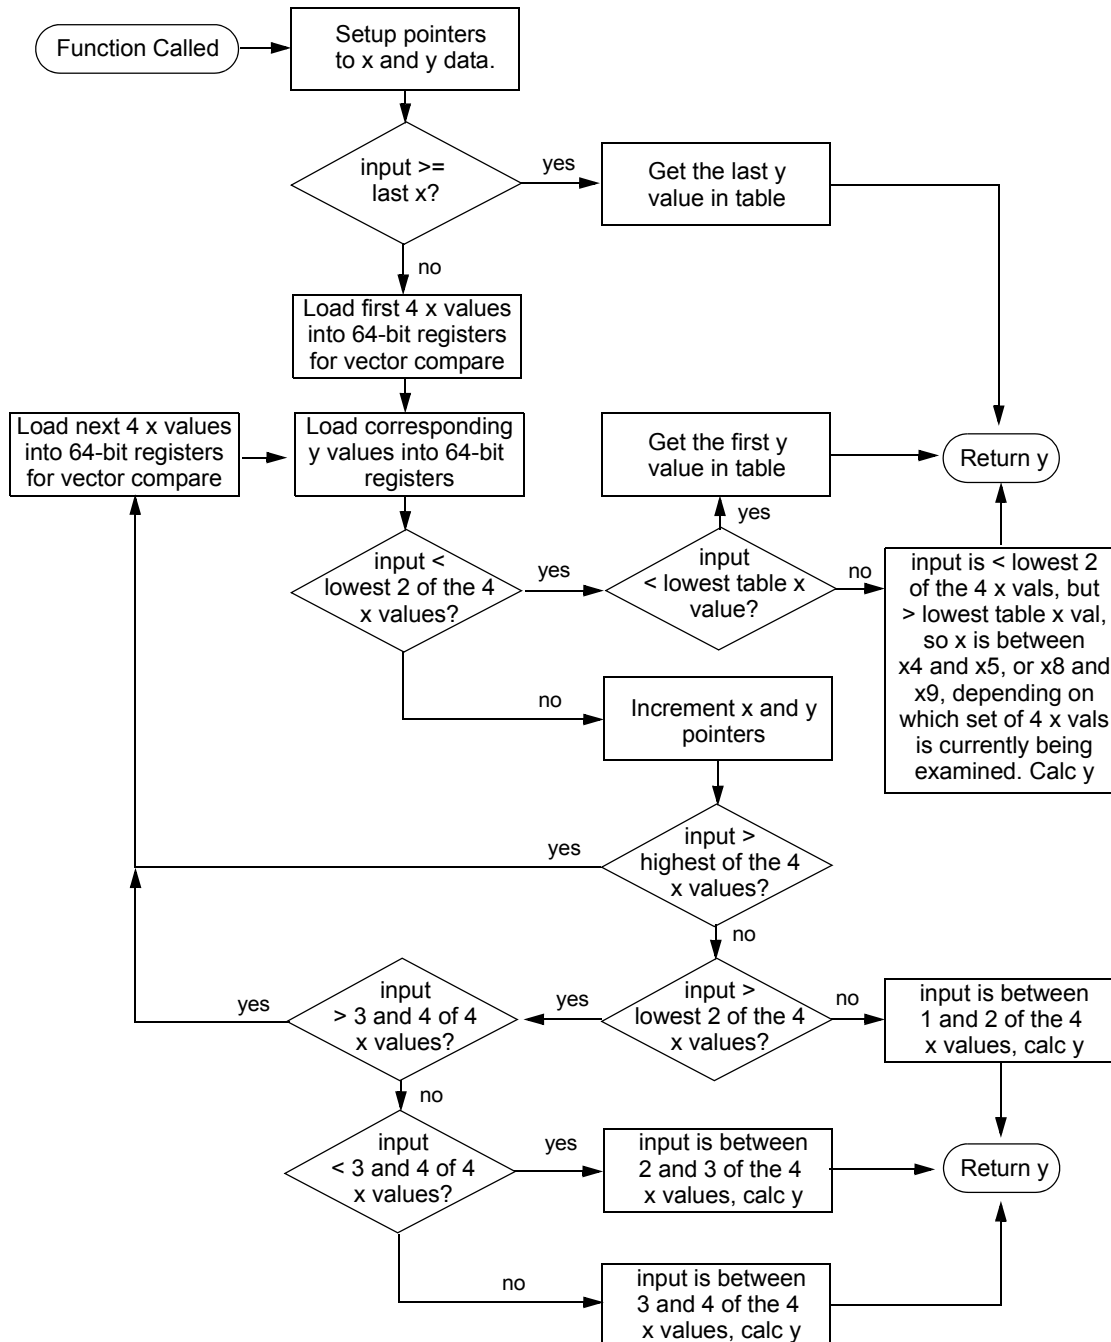 Function Called
Setup pointers
to x and y data.
input >=
last x?
yes
Get the last y
value in table
no
Load first 4 x values
into 64-bit registers
for vector compare
Load next 4 x values
into 64-bit registers
for vector compare
Load corresponding
y values into 64-bit
registers
Get the first y
value in table
Return y
yes
input <
lowest 2 of the 4
x values?
yes
input
< lowest table x
value?
no
input is < lowest 2
of the 4 x vals, but
> lowest table x val,
so x is between
x4 and x5, or x8 and
x9, depending on
which set of 4 x vals
is currently being
examined. Calc y
no
Increment x and y
pointers
input >
highest of the 4
x values?
yes
no
input >
lowest 2 of the 4
x values?
yes
no
input is between
1 and 2 of the 4
x values, calc y
input
> 3 and 4 of 4
x values?
yes
no
input
< 3 and 4 of 4
x values?
yes
input is between
2 and 3 of the 4
x values, calc y
Return y
no
input is between
3 and 4 of the 4
x values, calc y